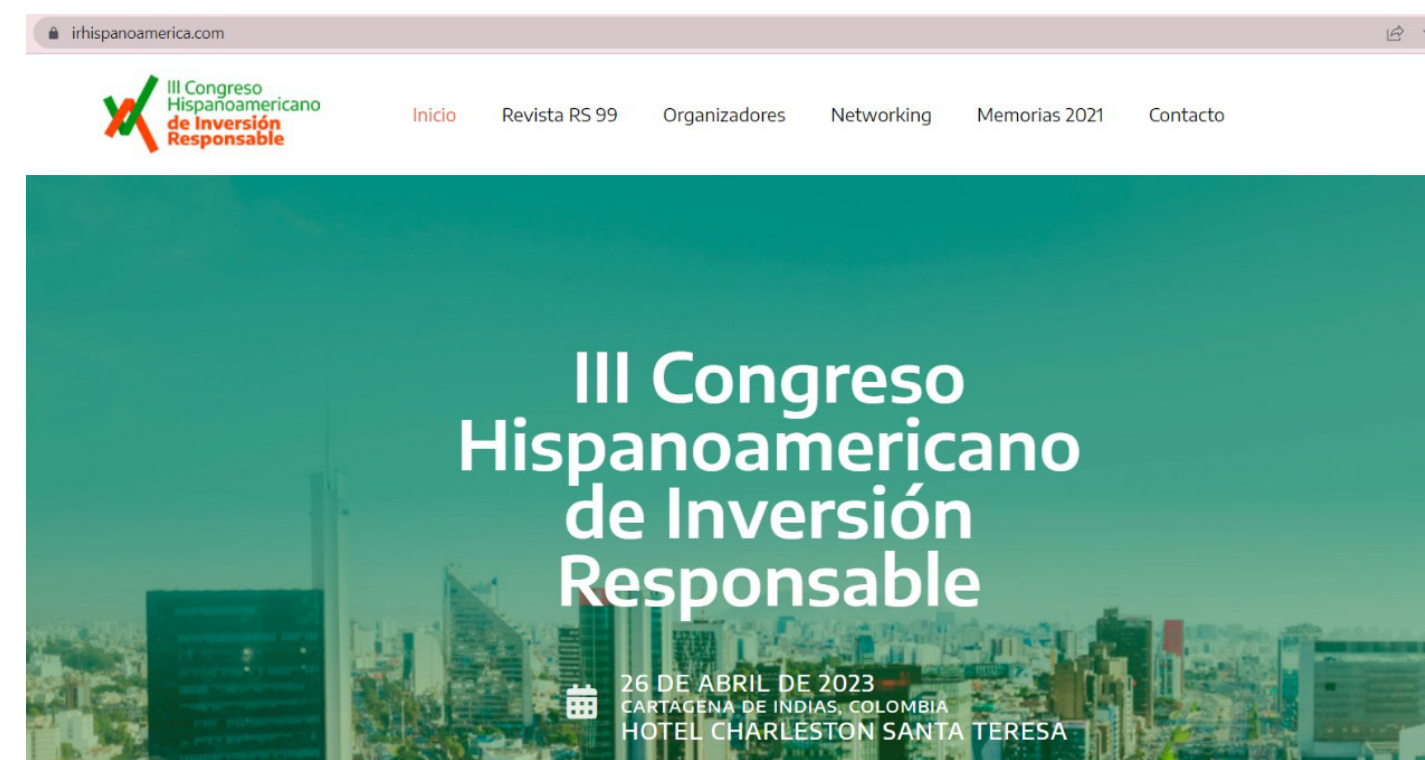 irhispanoamerica.com
III Congreso
Hispanoamericano
de Inversión
Responsable
Inicio Revista RS 99 Organizadores Networking Memorias 2021 Contacto
III Congreso
Hispanoamericano
de Inversión
Responsable
26 DE ABRIL DE 2023
CARTAGENA DE INDIAS, COLOMBIA
HOTEL CHARLESTON SANTA TERESA